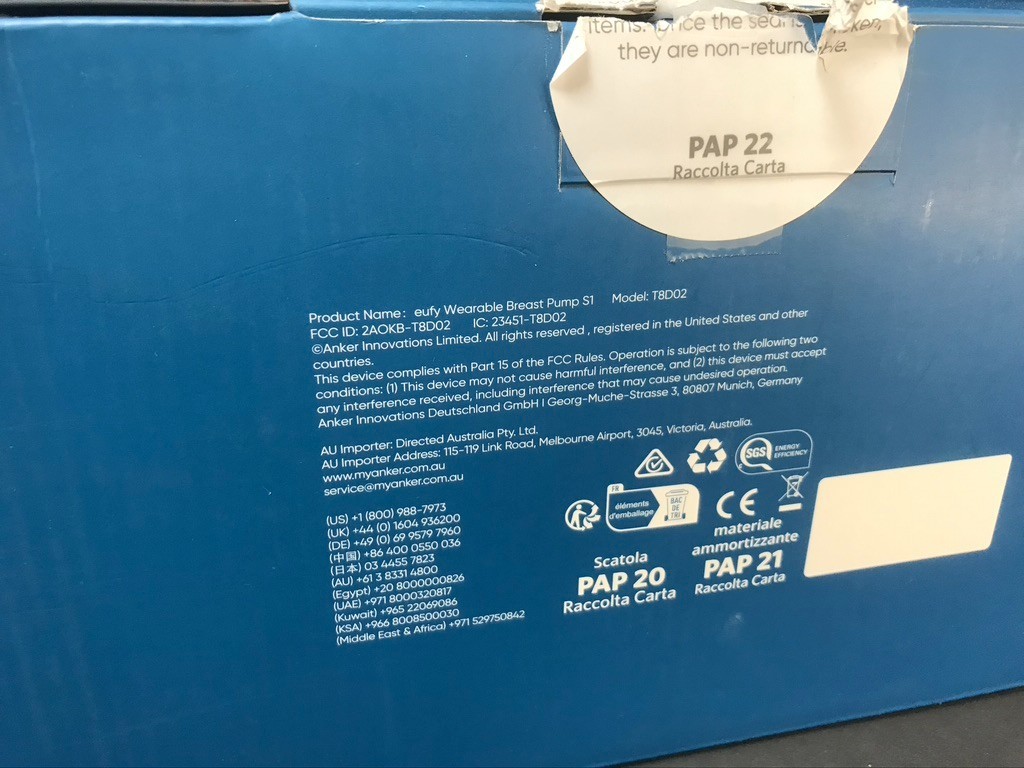 items. Once the seal is
they are non-returnable.
PAP 22
Raccolta Carta
Product Name: eufy Wearable Breast Pump S1 Model: T8D02
FCC ID: 2AOKB-T8D02 IC: 23451-T8D02
©Anker Innovations Limited. All rights reserved , registered in the United States and other
countries.
This device complies with Part 15 of the FCC Rules. Operation is subject to the following two
conditions: (1) This device may not cause harmful interference, and (2) this device must accept
any interference received, including interference that may cause undesired operation.
Anker Innovations Deutschland GmbH I Georg-Muche-Strasse 3, 80807 Munich, Germany
AU Importer: Directed Australia Pty. Ltd.
AU Importer Address: 115-119 Link Road, Melbourne Airport, 3045, Victoria, Australia.
www.myanker.com.au
service@myanker.com.au
(US) +1 (800) 988-7973
(UK) +44 (0) 1604 936200
(DE) +49 (0) 69 9579 7960
(中国) +86 400 0550 036
(日本) 03 4455 7823
(AU) +61 3 8331 4800
(Egypt) +20 8000000826
(UAE) +971 8000320817
(Kuwait) +965 22069086
(KSA) +966 8008500030
(Middle East & Africa) +971 529750842
SGS ENERGY
EFFICIENCY
FR
éléments
d'emballage
BAC
DE
TRI
CE
Scatola
PAP 20
Raccolta Carta
materiale
ammortizzante
PAP 21
Raccolta Carta